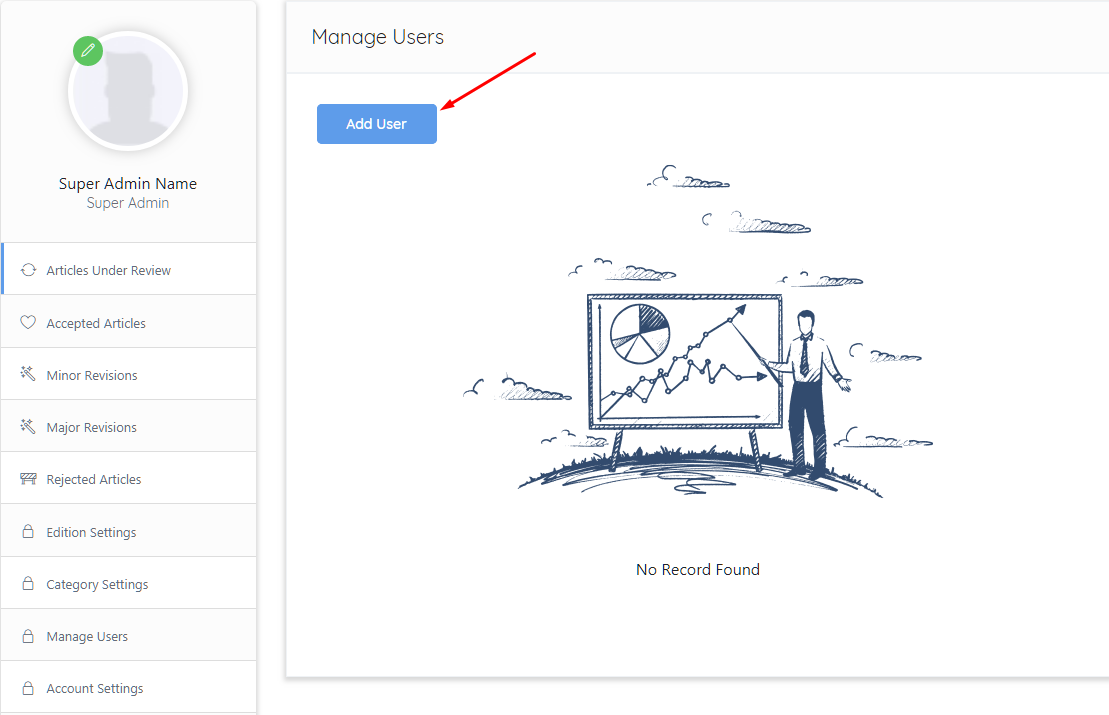 Super Admin Name
Super Admin
Articles Under Review
Accepted Articles
Minor Revisions
Major Revisions
Rejected Articles
Edition Settings
Category Settings
Manage Users
Account Settings
Manage Users
Add User
No Record Found